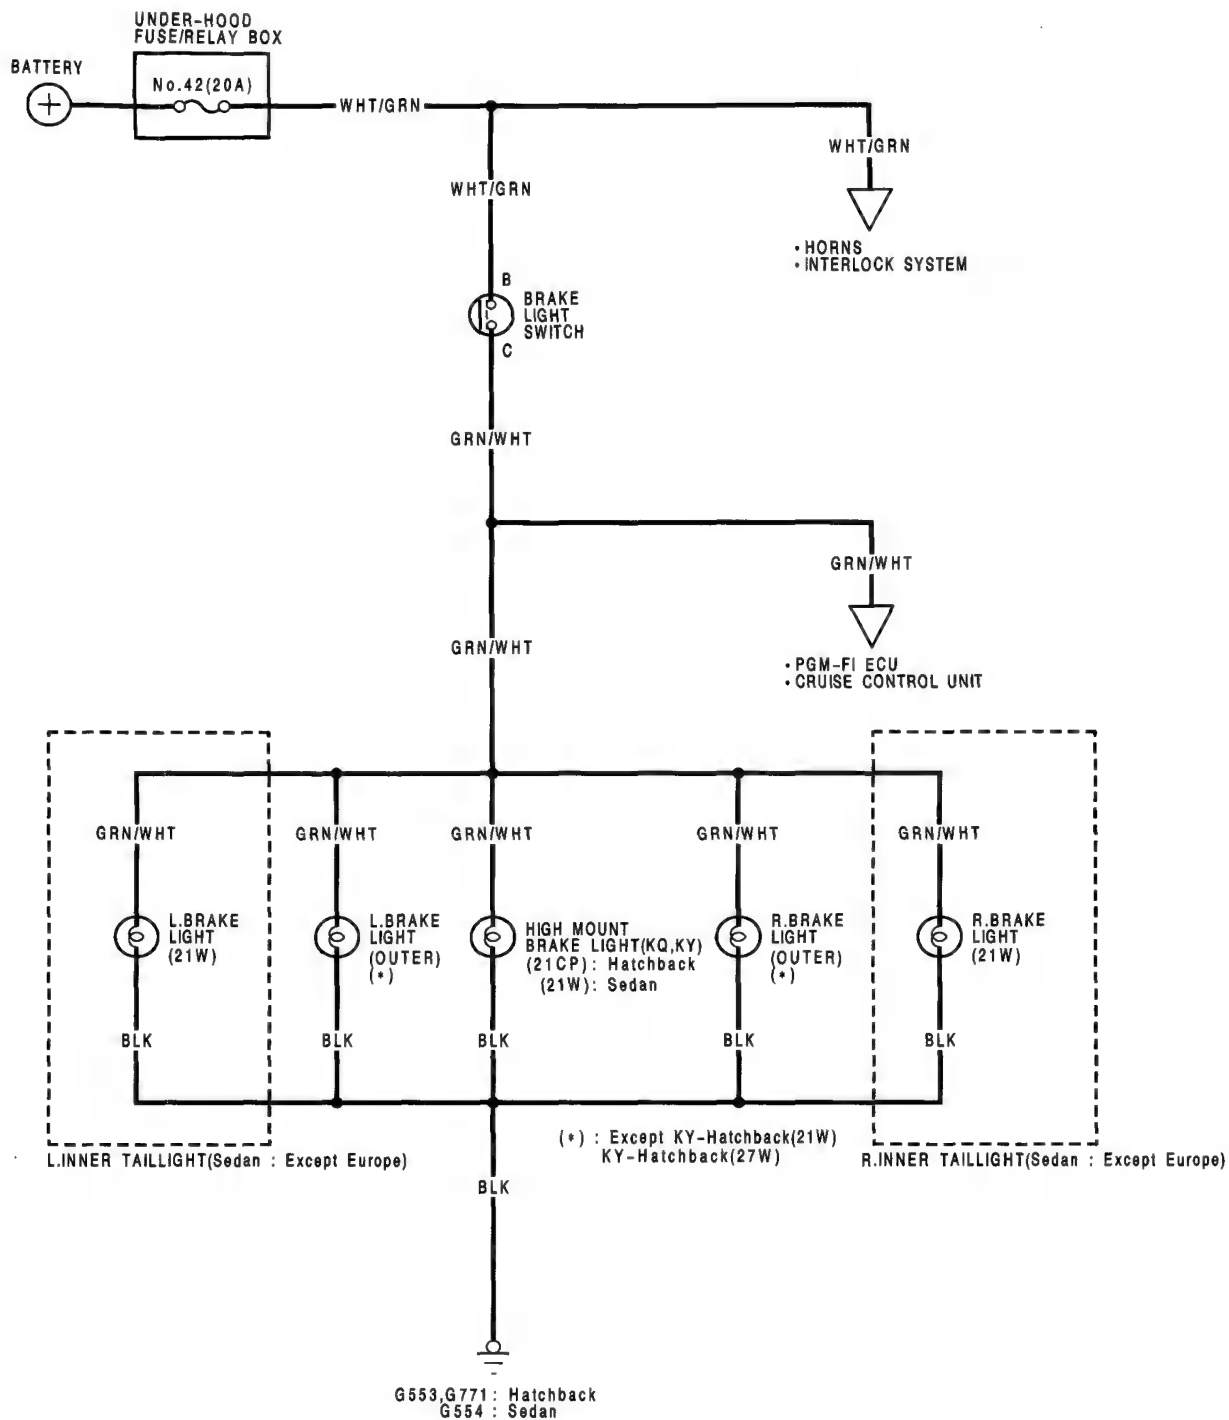 UNDER-HOOD
FUSE/RELAY BOX
BATTERY
No.42(20A)
WHT/GRN
WHT/GRN
WHT/GRN
• HORNS
• INTERLOCK SYSTEM
B
BRAKE
LIGHT
SWITCH
C
GRN/WHT
GRN/WHT
GRN/WHT
• PGM-FI ECU
• CRUISE CONTROL UNIT
GRN/WHT
GRN/WHT
GRN/WHT
GRN/WHT
GRN/WHT
L.BRAKE
LIGHT
(21W)
L.BRAKE
LIGHT
(OUTER)
(*)
HIGH MOUNT
BRAKE LIGHT(KQ,KY)
(21CP): Hatchback
(21W): Sedan
R.BRAKE
LIGHT
(OUTER)
(*)
R.BRAKE
LIGHT
(21W)
BLK
BLK
BLK
BLK
BLK
(*) : Except KY-Hatchback(21W)
KY-Hatchback(27W)
L.INNER TAILLIGHT(Sedan : Except Europe)
R.INNER TAILLIGHT(Sedan : Except Europe)
BLK
G553,G771: Hatchback
G554 : Sedan